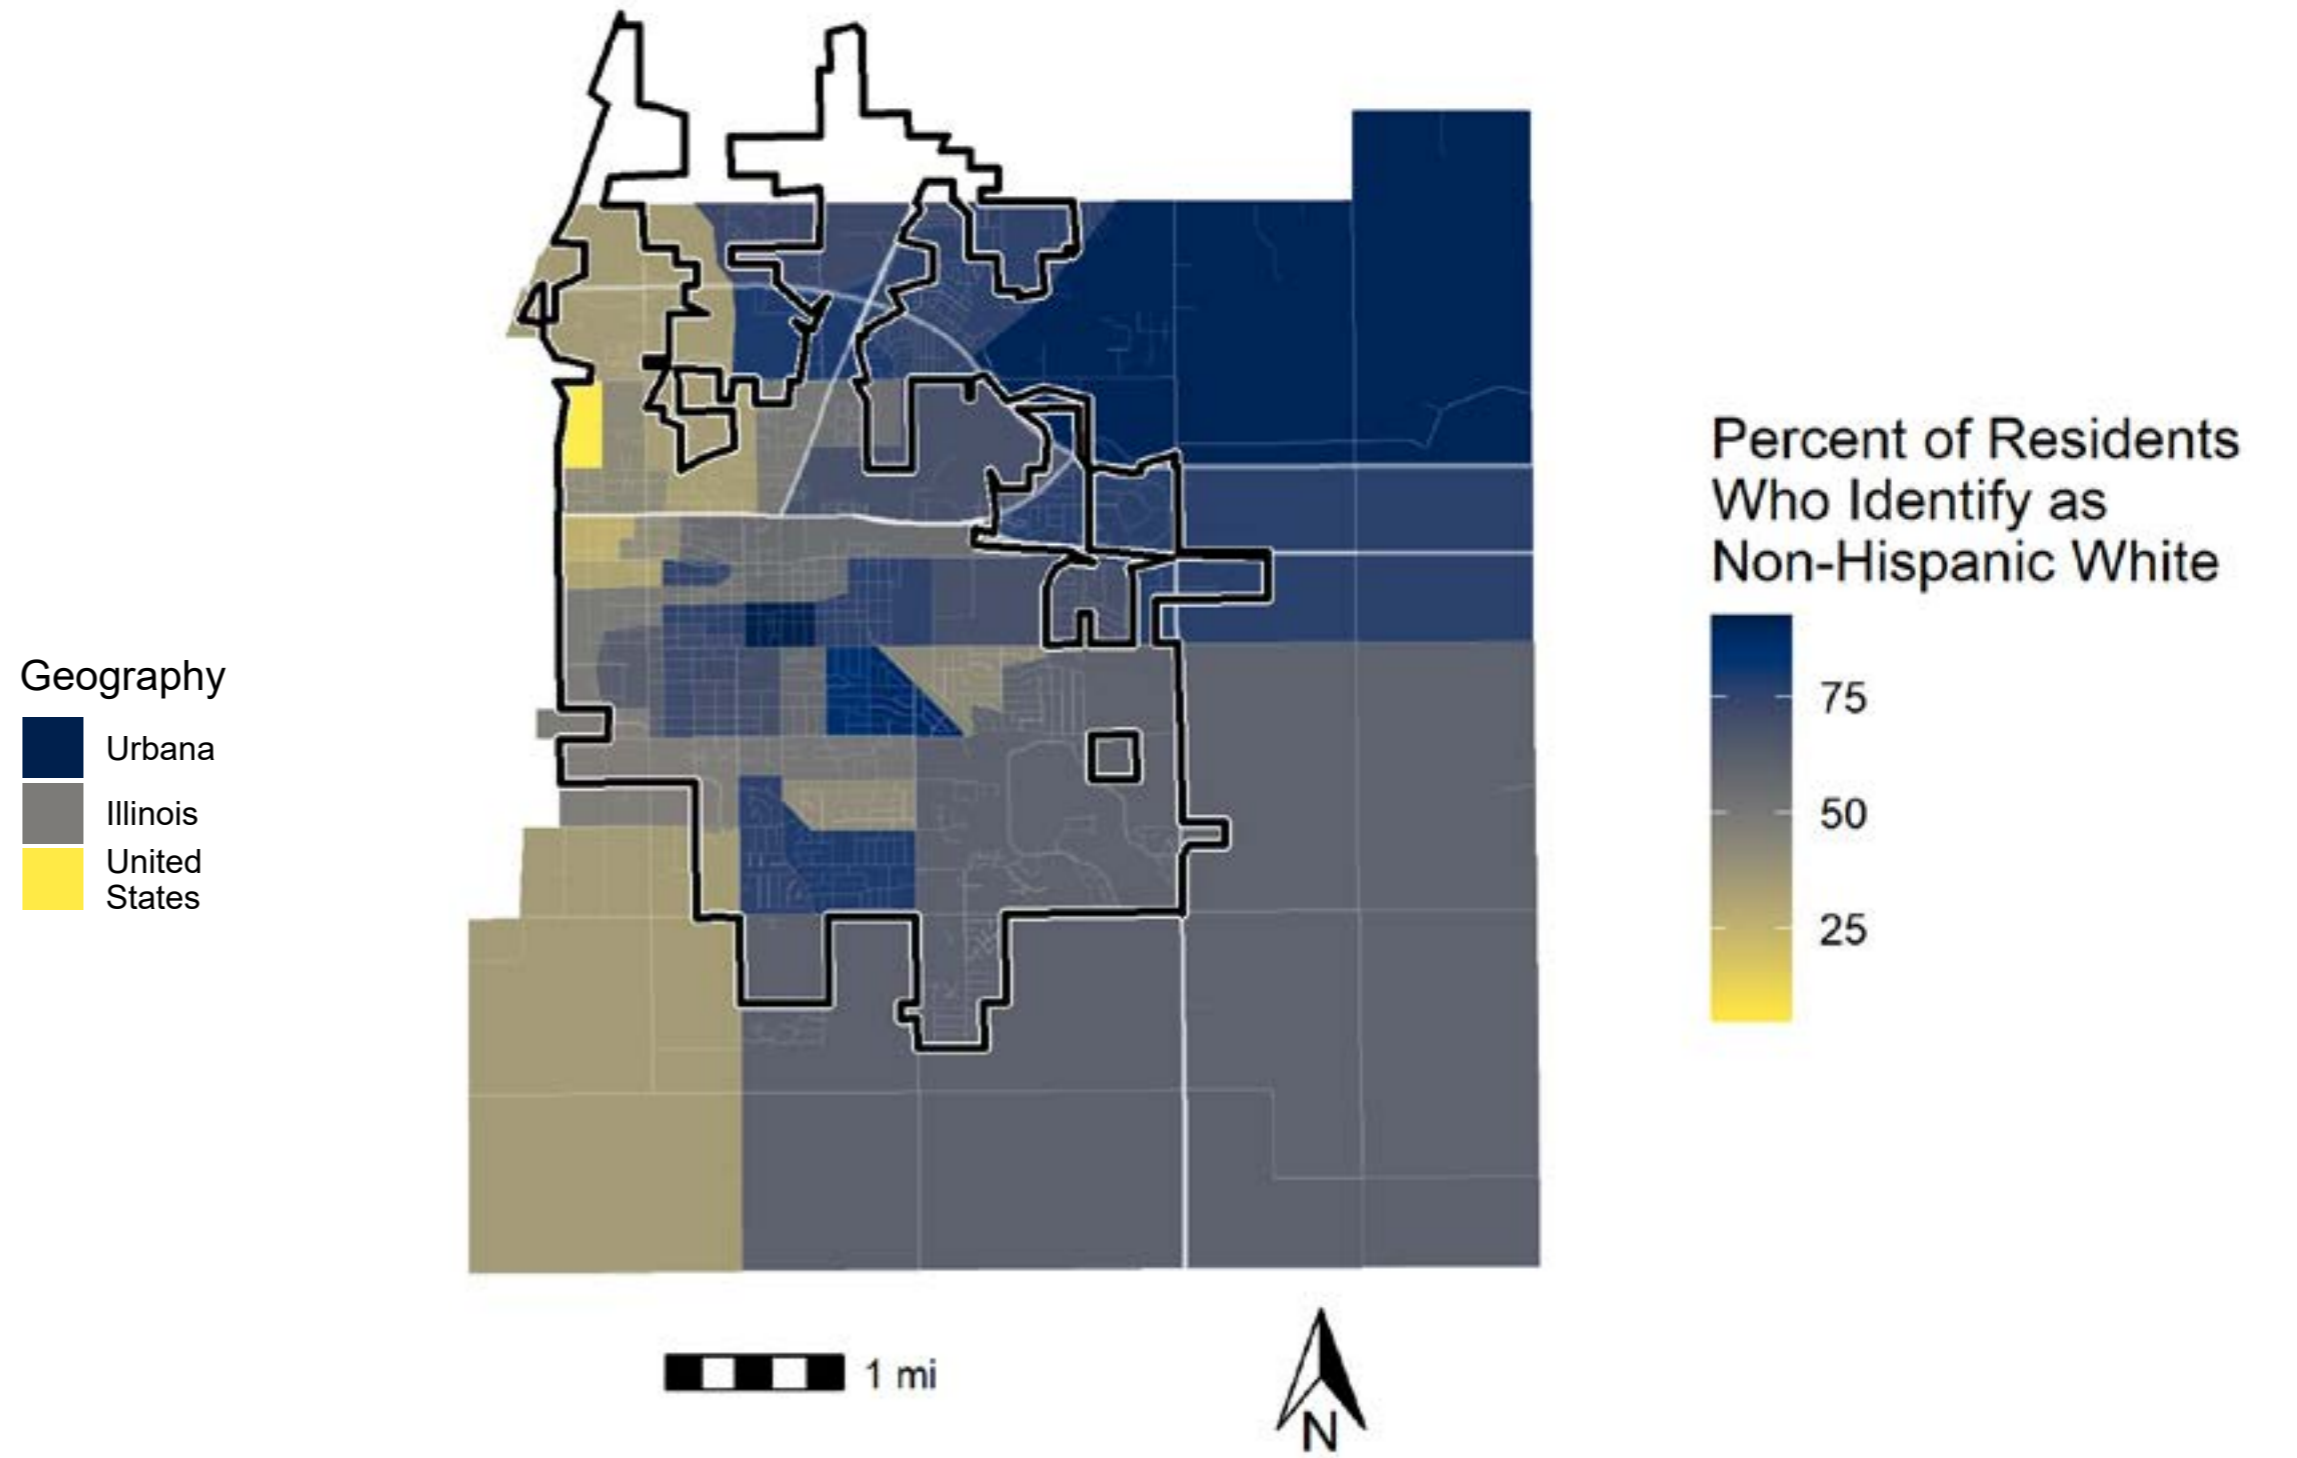 Geography
Urbana
Illinois
United
States
Percent of Residents
Who Identify as
Non-Hispanic White
75
50
25
1 mi
N